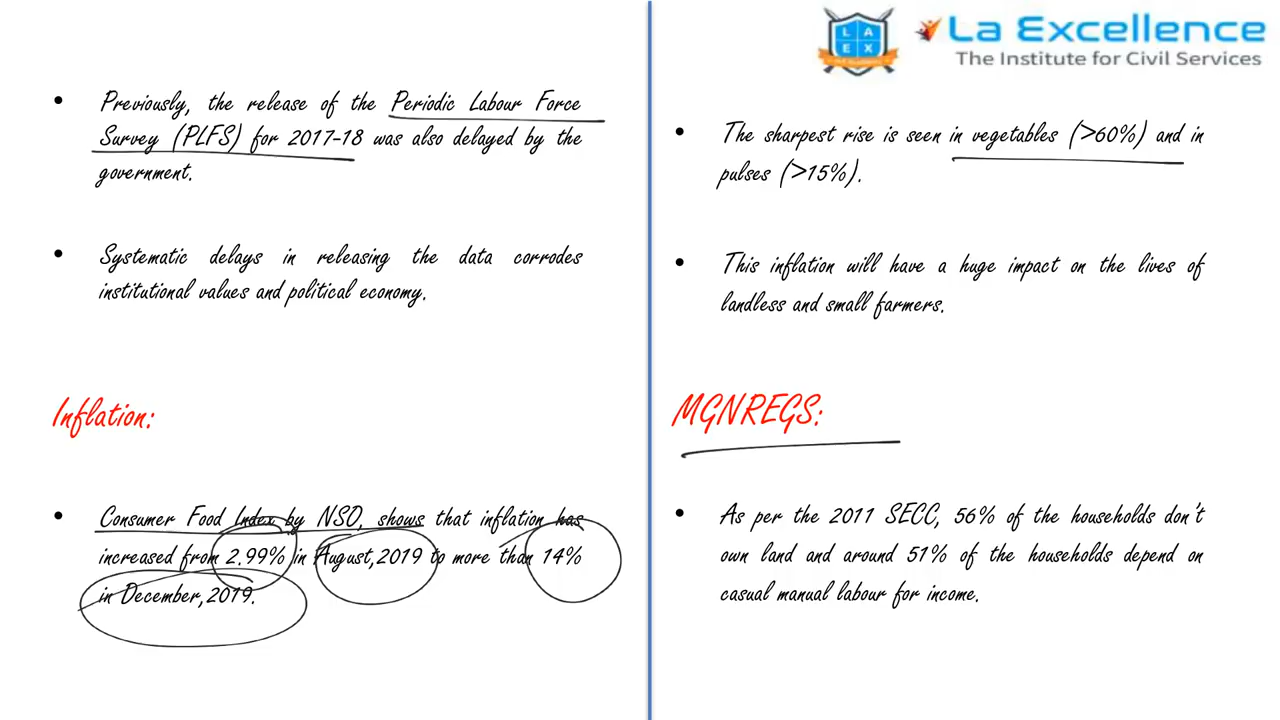 Previously, the release of the Periodic Labour Force
Survey (PLFS) for 2017-18 was also delayed by the
government.
Systematic delays in releasing the data corrodes
institutional values and political economy.
Inflation:
Consumer Food Index by NSO, shows that inflation has
increased from 2.99% in August,2019 to more than 14%
in December,2019.
LA
EX
La Excellence
The Institute for Civil Services
The sharpest rise is seen in vegetables (>60%) and in
pulses (>15%).
This inflation will have a huge impact on the lives of
landless and small farmers.
MGNREGS:
As per the 2011 SECC, 56% of the households don't
own land and around 51% of the households depend on
casual manual labour for income.